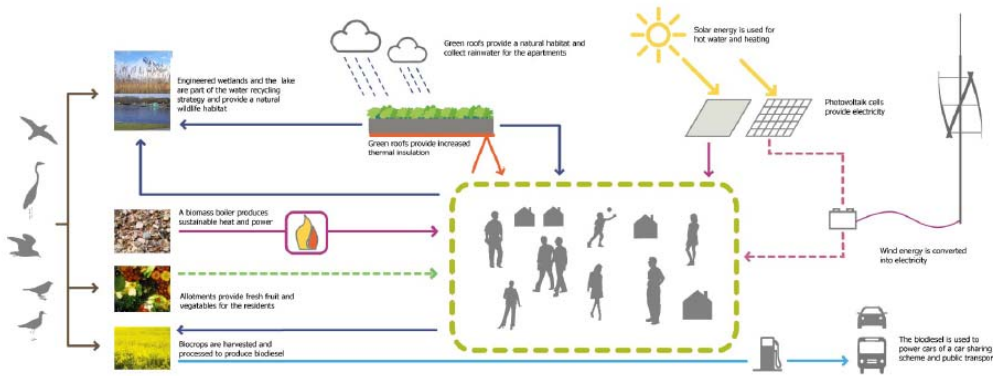 Green roofs provide a natural habitat and
collect rainwater for the apartments
Solar energy is used for
hot water and heating
Engineered wetlands and the lake
are part of the water recycling
strategy and provide a natural
wildlife habitat
Photovoltaik cells
provide electricity
Green roofs provide increased
thermal insulation
A biomass boiler produces
sustainable heat and power
Wind energy is converted
into electricity
Allotments provide fresh fruit and
vegatables for the residents
Biocrops are harvested and
processed to produce biodiesel
The biodiesel is used to
power cars of a car sharing
scheme and public transpor